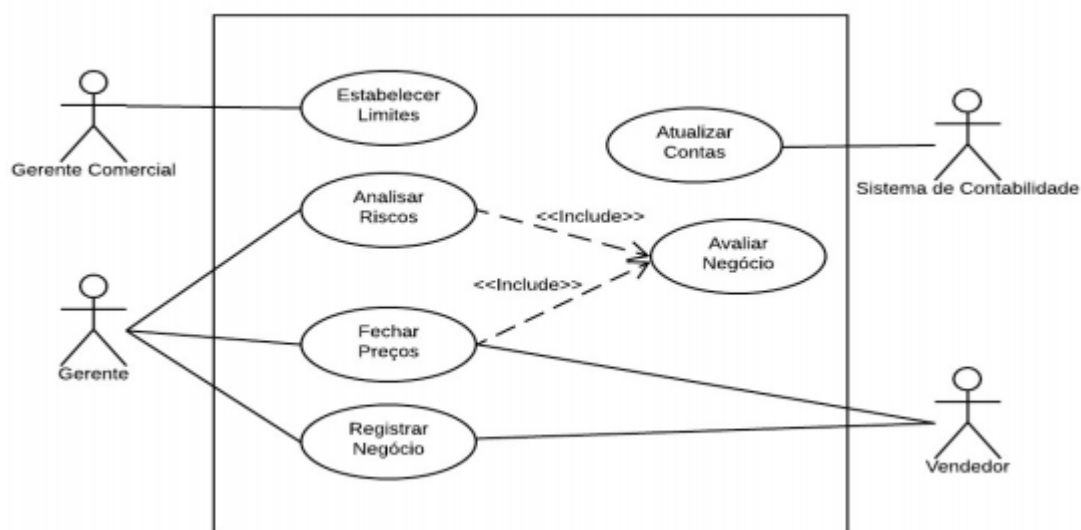 Estabelecer
Limites
Gerente Comercial
Atualizar
Contas
Sistema de Contabilidade
Analisar
Riscos
<<Include>>
Avaliar
Negócio
<<Include>>
Gerente
Fechar
Preços
Registrar
Negócio
Vendedor